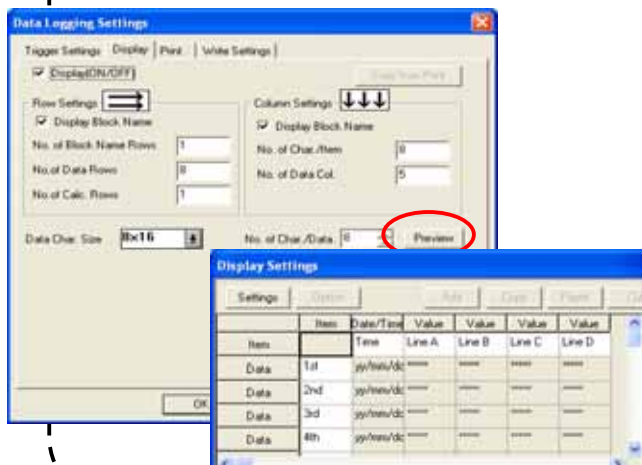 Data Logging Settings
Trigger Settings Display Print Write Settings
Display(ON/OFF)
Copy from Print
Row Settings
Display Block Name
No. of Block Name Rows 1
No.of Data Rows 8
No.of Calc. Rows 1
Column Settings
Display Block Name
No. of Char./Item 8
No. of Data Col. 5
Data Char. Size 8×16 No. of Char./Data 8 Preview
OK
Display Setti
Settings Option Add Copy Paste
Item Date/Time Value Value Value Value
Item Time Line A Line B Line C Line D
Data 1st yy/mm/dd ***** ***** ***** *****
Data 2nd yy/mm/dd ***** ***** ***** *****
Data 3rd yy/mm/dd ***** ***** ***** *****
Data 4th yy/mm/dd ***** ***** ***** *****